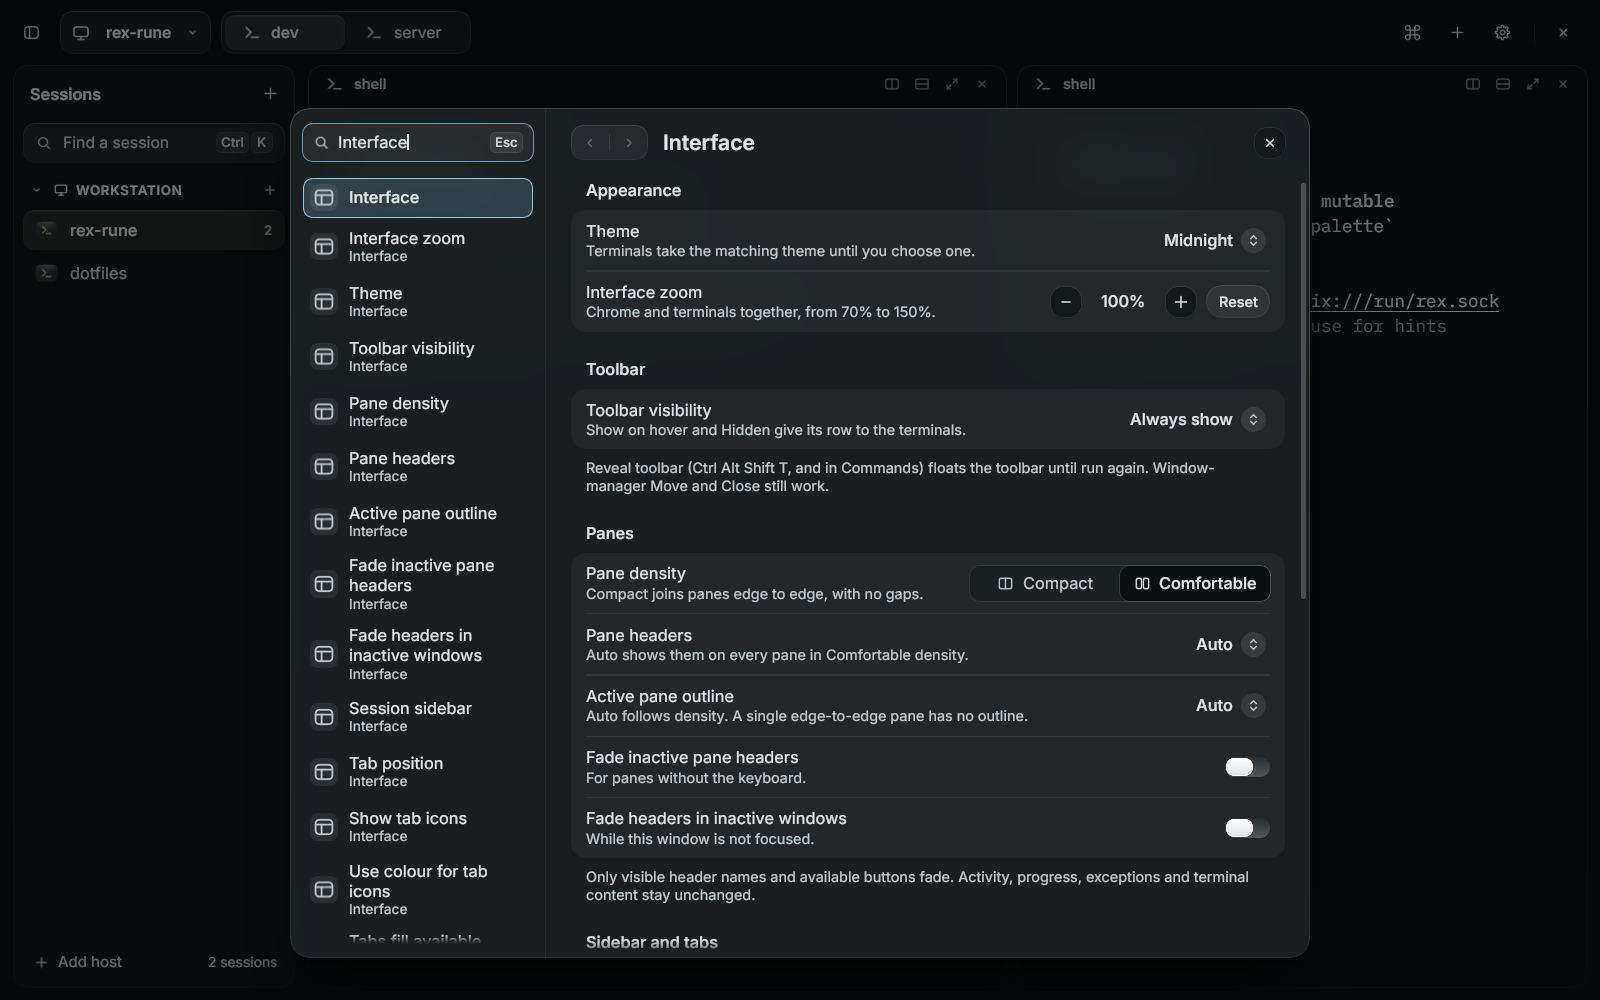 rex-rune
dev
server
Sessions
Find a session
Ctrl K
WORKSTATION
rex-rune 2
dotfiles
Add host
2 sessions
shell
shell
mutable
palette`
ix:///run/rex.sock
use for hints
Interface
Esc
Interface
Interface zoom
Interface
Theme
Interface
Toolbar visibility
Interface
Pane density
Interface
Pane headers
Interface
Active pane outline
Interface
Fade inactive pane
headers
Interface
Fade headers in
inactive windows
Interface
Session sidebar
Interface
Tab position
Interface
Show tab icons
Interface
Use colour for tab
icons
Interface
Tabs fill available
Interface
Appearance
Theme
Terminals take the matching theme until you choose one.
Midnight
Interface zoom
Chrome and terminals together, from 70% to 150%.
100%
Reset
Toolbar
Toolbar visibility
Show on hover and Hidden give its row to the terminals.
Always show
Reveal toolbar (Ctrl Alt Shift T, and in Commands) floats the toolbar until run again. Window-
manager Move and Close still work.
Panes
Pane density
Compact joins panes edge to edge, with no gaps.
Compact
Comfortable
Pane headers
Auto shows them on every pane in Comfortable density.
Auto
Active pane outline
Auto follows density. A single edge-to-edge pane has no outline.
Auto
Fade inactive pane headers
For panes without the keyboard.
Fade headers in inactive windows
While this window is not focused.
Only visible header names and available buttons fade. Activity, progress, exceptions and terminal
content stay unchanged.
Sidebar and tabs